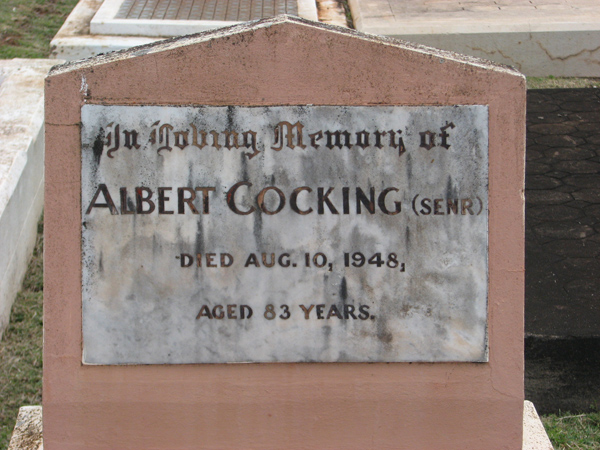 In Loving Memory of
ALBERT COCKING (SENR)
DIED AUG. 10, 1948,
AGED 83 YEARS.